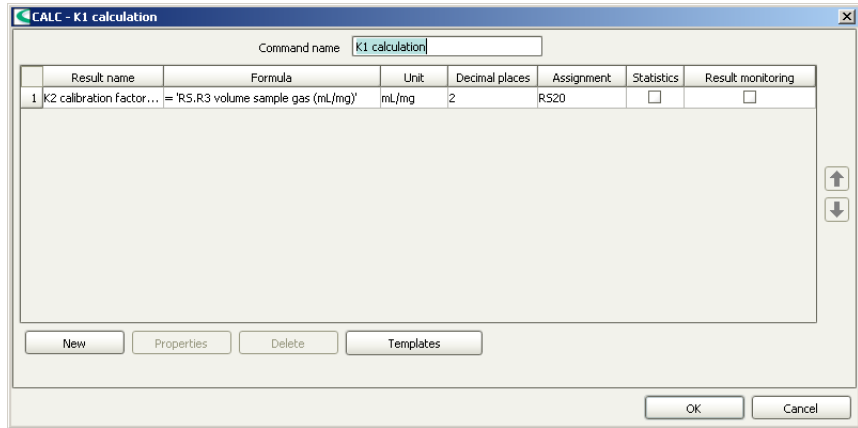 CALC - K1 calculation
Command name K1 calculation
Result name Formula Unit Decimal places Assignment Statistics Result monitoring
1 K2 calibration factor... = 'RS.R3 volume sample gas (mL/mg)' mL/mg 2 RS20
New Properties Delete Templates
OK Cancel